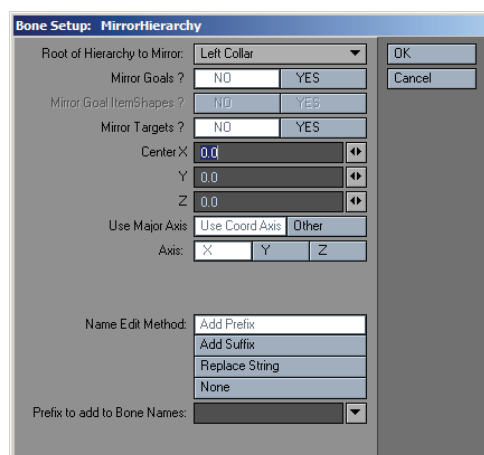 Bone Setup: MirrorHierarchy
Root of Hierarchy to Mirror: Left Collar OK
Mirror Goals ? NO YES Cancel
Mirror Goal ItemShapes ? NO YES
Mirror Targets ? NO YES
Center X 0.0
Y 0.0
Z 0.0
Use Major Axis Use Coord Axis Other
Axis: X Y Z
Name Edit Method: Add Prefix
Add Suffix
Replace String
None
Prefix to add to Bone Names: